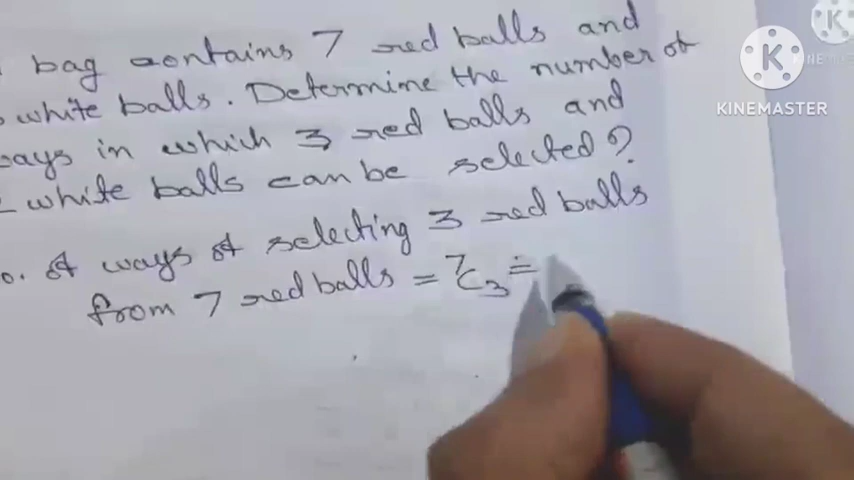 bag contains 7 red balls and
white balls. Determine the number of
ways in which 3 red balls and
white balls can be selected?
No. of ways of selecting 3 red balls
from 7 red balls = ⁷C₃ =
KINEMASTER